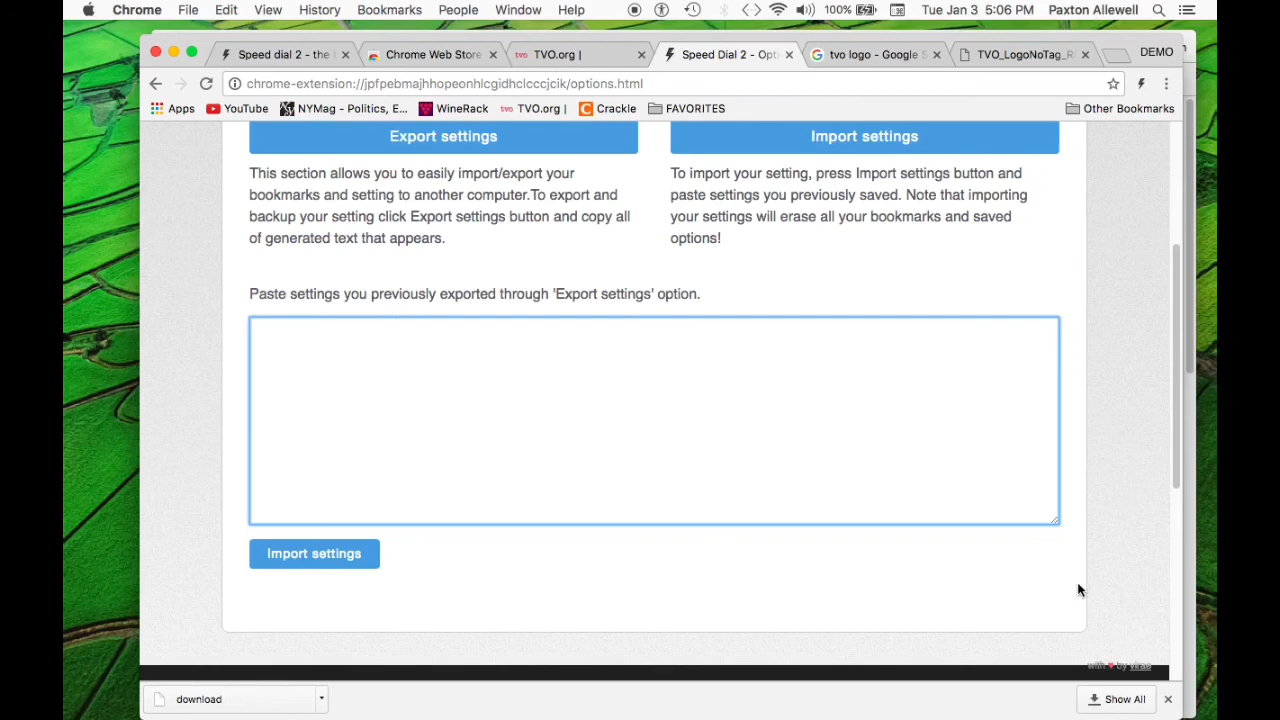 Chrome File Edit View History Bookmarks People Window Help 100% Tue Jan 3 5:06 PM Paxton Allewell
Speed dial 2 - the Chrome Web Store TVO.org | Speed Dial 2 - Opti tvo logo - Google S TVO_LogoNoTag_R DEMO
chrome-extension://jpfpebmajhhopeonhlcgidhclcccjcik/options.html
Apps YouTube NYMag - Politics, E... WineRack TVO.org | Crackle FAVORITES Other Bookmarks
Export settings
Import settings
This section allows you to easily import/export your
bookmarks and setting to another computer.To export and
backup your setting click Export settings button and copy all
of generated text that appears.
To import your setting, press Import settings button and
paste settings you previously saved. Note that importing
your settings will erase all your bookmarks and saved
options!
Paste settings you previously exported through 'Export settings' option.
Import settings
with ♥ by
download
Show All